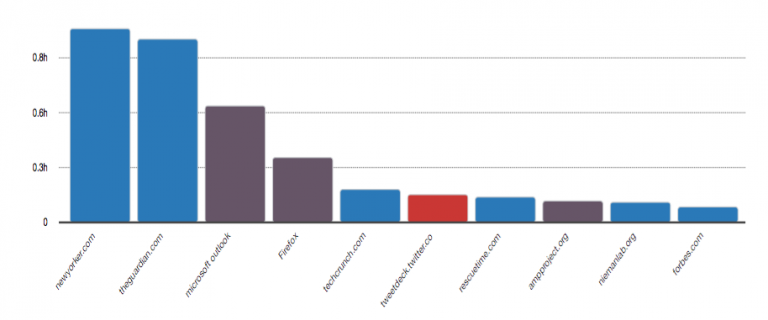 0.8h
0.6h
0.3h
0
newyorker.com
theguardian.com
microsoft outlook
Firefox
techcrunch.com
tweetdeck.twitter.co
rescuetime.com
ampproject.org
niemanlab.org
forbes.com